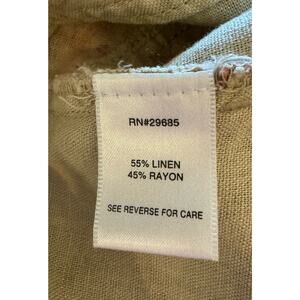 RN#29685
55% LINEN
45% RAYON
SEE REVERSE FOR CARE